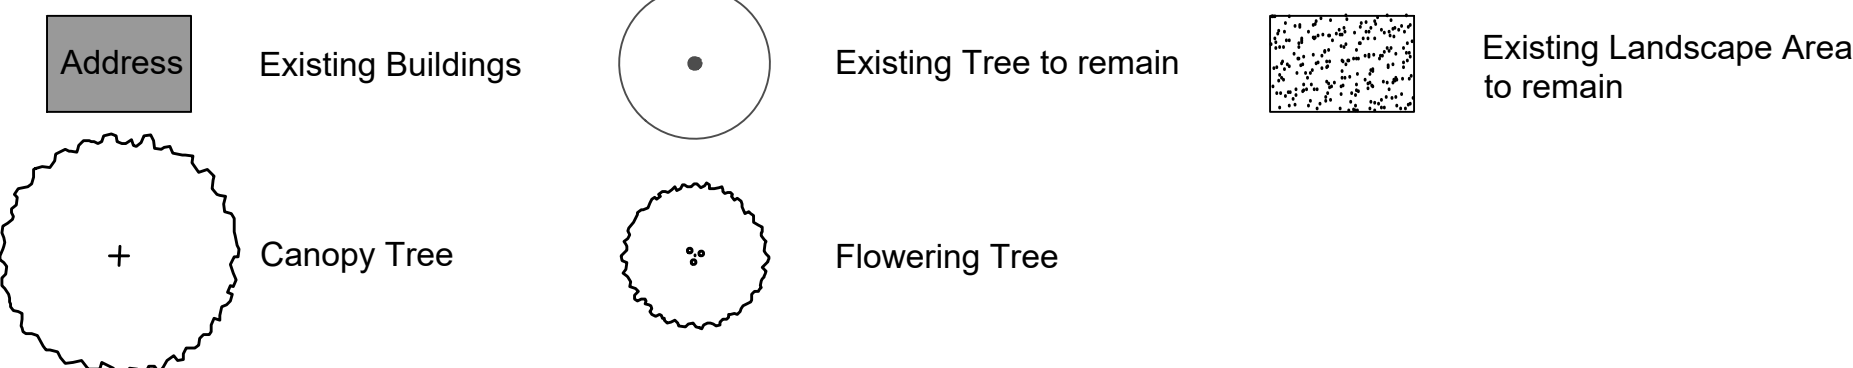 Address
Existing Buildings
Existing Tree to remain
Existing Landscape Area
to remain
Canopy Tree
Flowering Tree